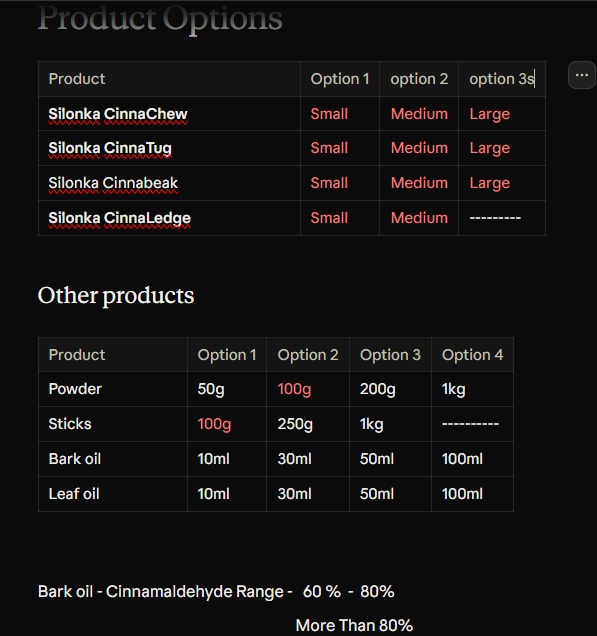 Product Options
Product Option 1 option 2 option 3s
Silonka CinnaChew Small Medium Large
Silonka CinnaTug Small Medium Large
Silonka Cinnabeak Small Medium Large
Silonka CinnaLedge Small Medium ---------
Other products
Product Option 1 Option 2 Option 3 Option 4
Powder 50g 100g 200g 1kg
Sticks 100g 250g 1kg ----------
Bark oil 10ml 30ml 50ml 100ml
Leaf oil 10ml 30ml 50ml 100ml
Bark oil - Cinnamaldehyde Range - 60 % - 80%
More Than 80%